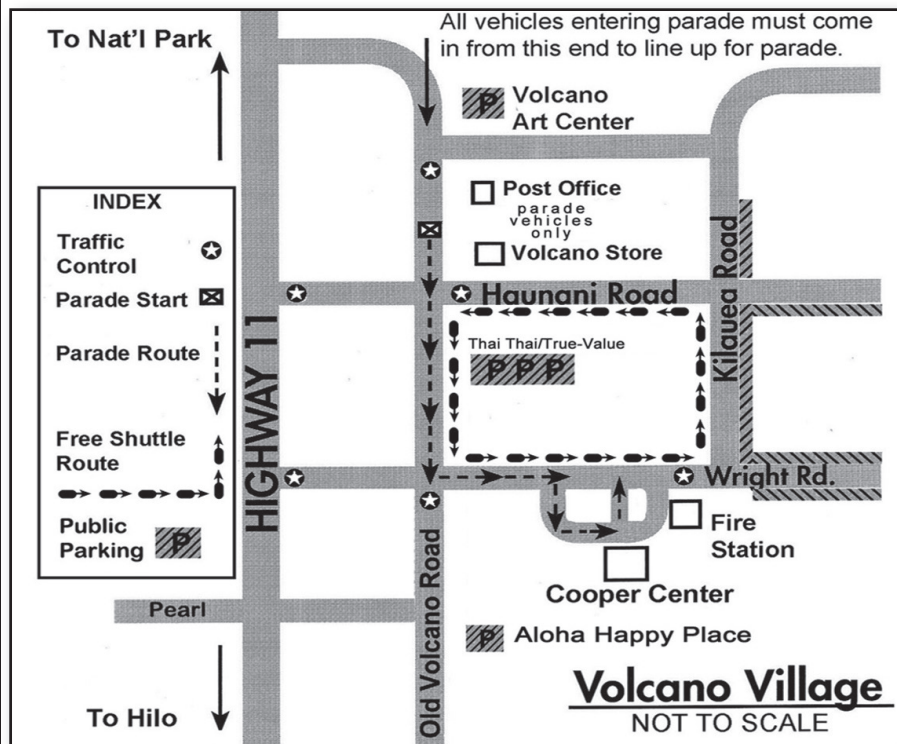 All vehicles entering parade must come
in from this end to line up for parade.
To Nat'l Park
P
Volcano
Art Center
INDEX
Traffic
Control
Parade Start
Parade Route
Free Shuttle
Route
Public
Parking
P
Post Office
parade
vehicles
only
Volcano Store
Kilauea Road
Haunani Road
HIGHWAY 11
Thai Thai/True-Value
P P P
Wright Rd.
Fire
Station
Cooper Center
Old Volcano Road
Pearl
P
Aloha Happy Place
To Hilo
Volcano Village
NOT TO SCALE